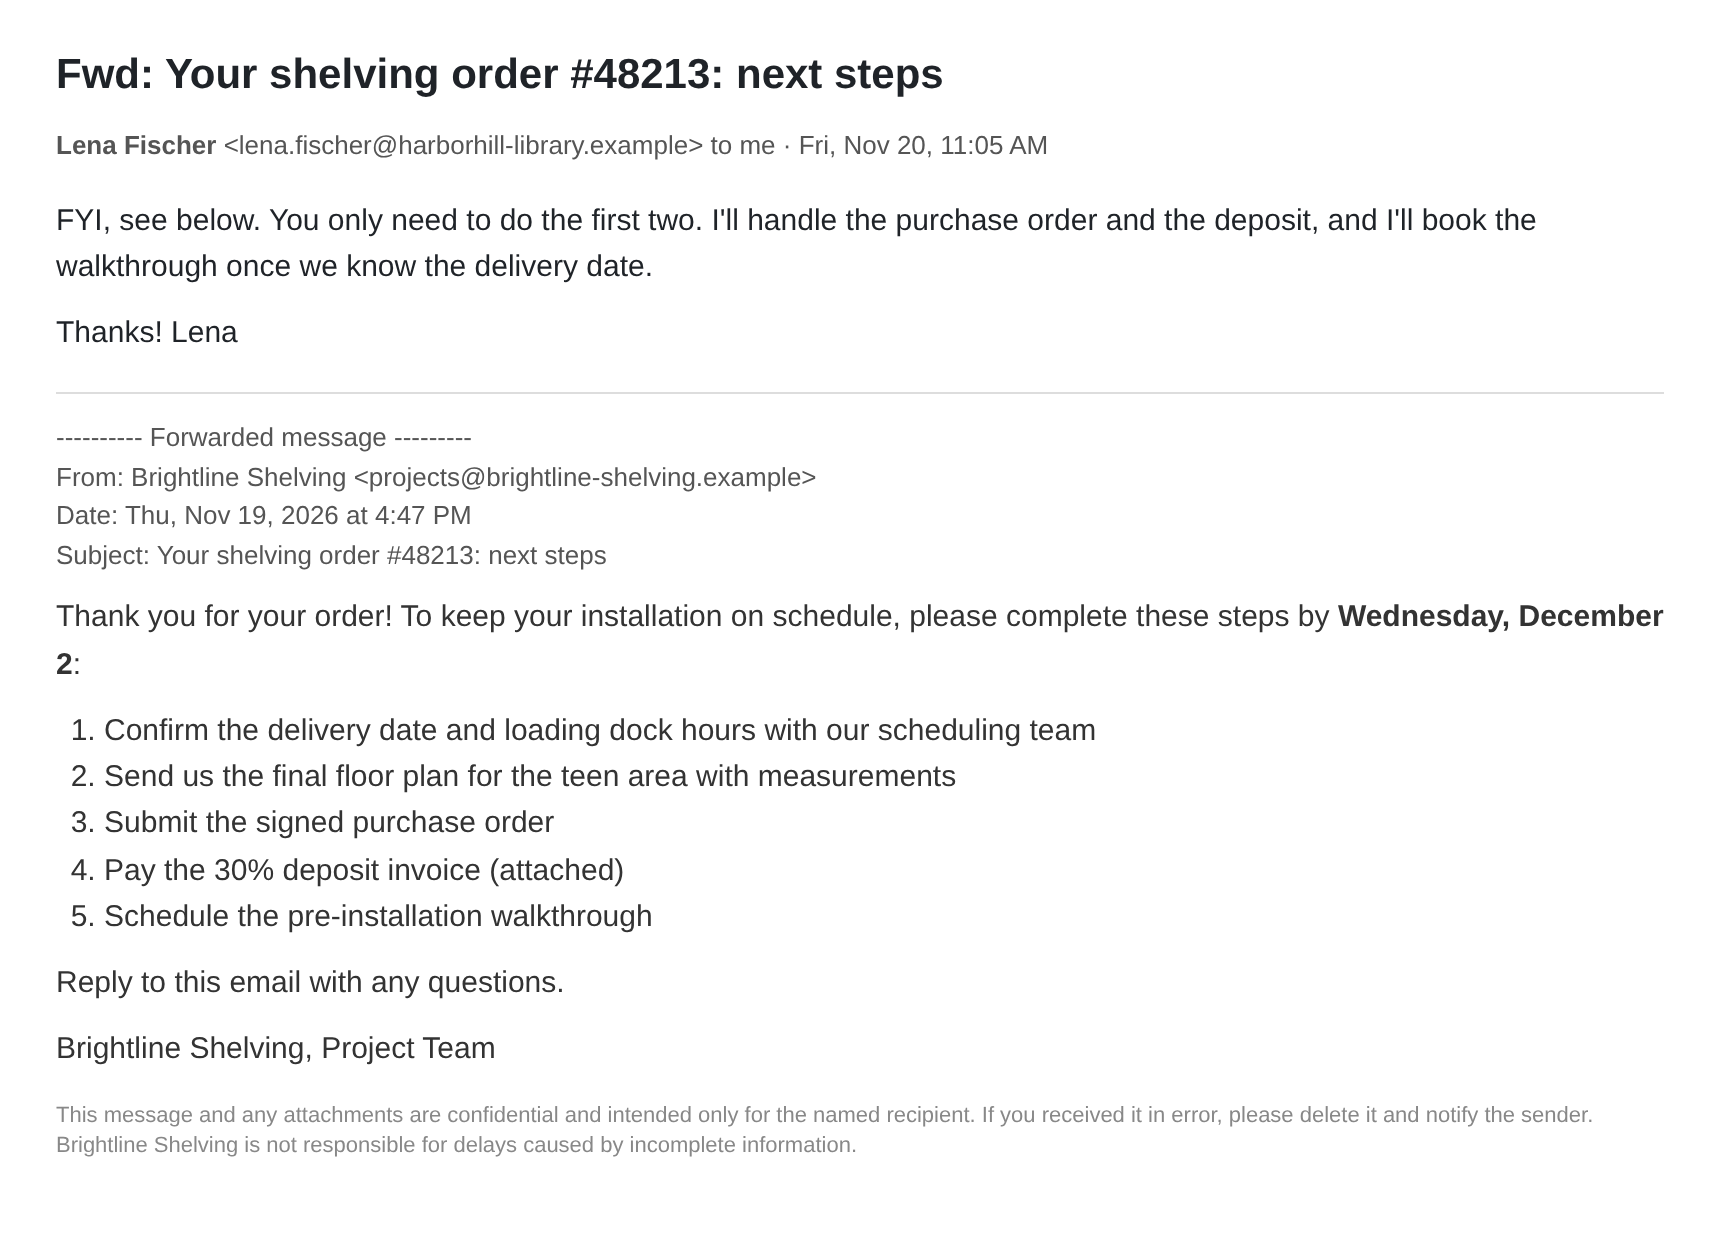 Fwd: Your shelving order #48213: next steps
Lena Fischer <lena.fischer@harborhill-library.example> to me · Fri, Nov 20, 11:05 AM
FYI, see below. You only need to do the first two. I'll handle the purchase order and the deposit, and I'll book the
walkthrough once we know the delivery date.
Thanks! Lena
---------- Forwarded message ---------
From: Brightline Shelving <projects@brightline-shelving.example>
Date: Thu, Nov 19, 2026 at 4:47 PM
Subject: Your shelving order #48213: next steps
Thank you for your order! To keep your installation on schedule, please complete these steps by Wednesday, December
2:
1. Confirm the delivery date and loading dock hours with our scheduling team
2. Send us the final floor plan for the teen area with measurements
3. Submit the signed purchase order
4. Pay the 30% deposit invoice (attached)
5. Schedule the pre-installation walkthrough
Reply to this email with any questions.
Brightline Shelving, Project Team
This message and any attachments are confidential and intended only for the named recipient. If you received it in error, please delete it and notify the sender.
Brightline Shelving is not responsible for delays caused by incomplete information.